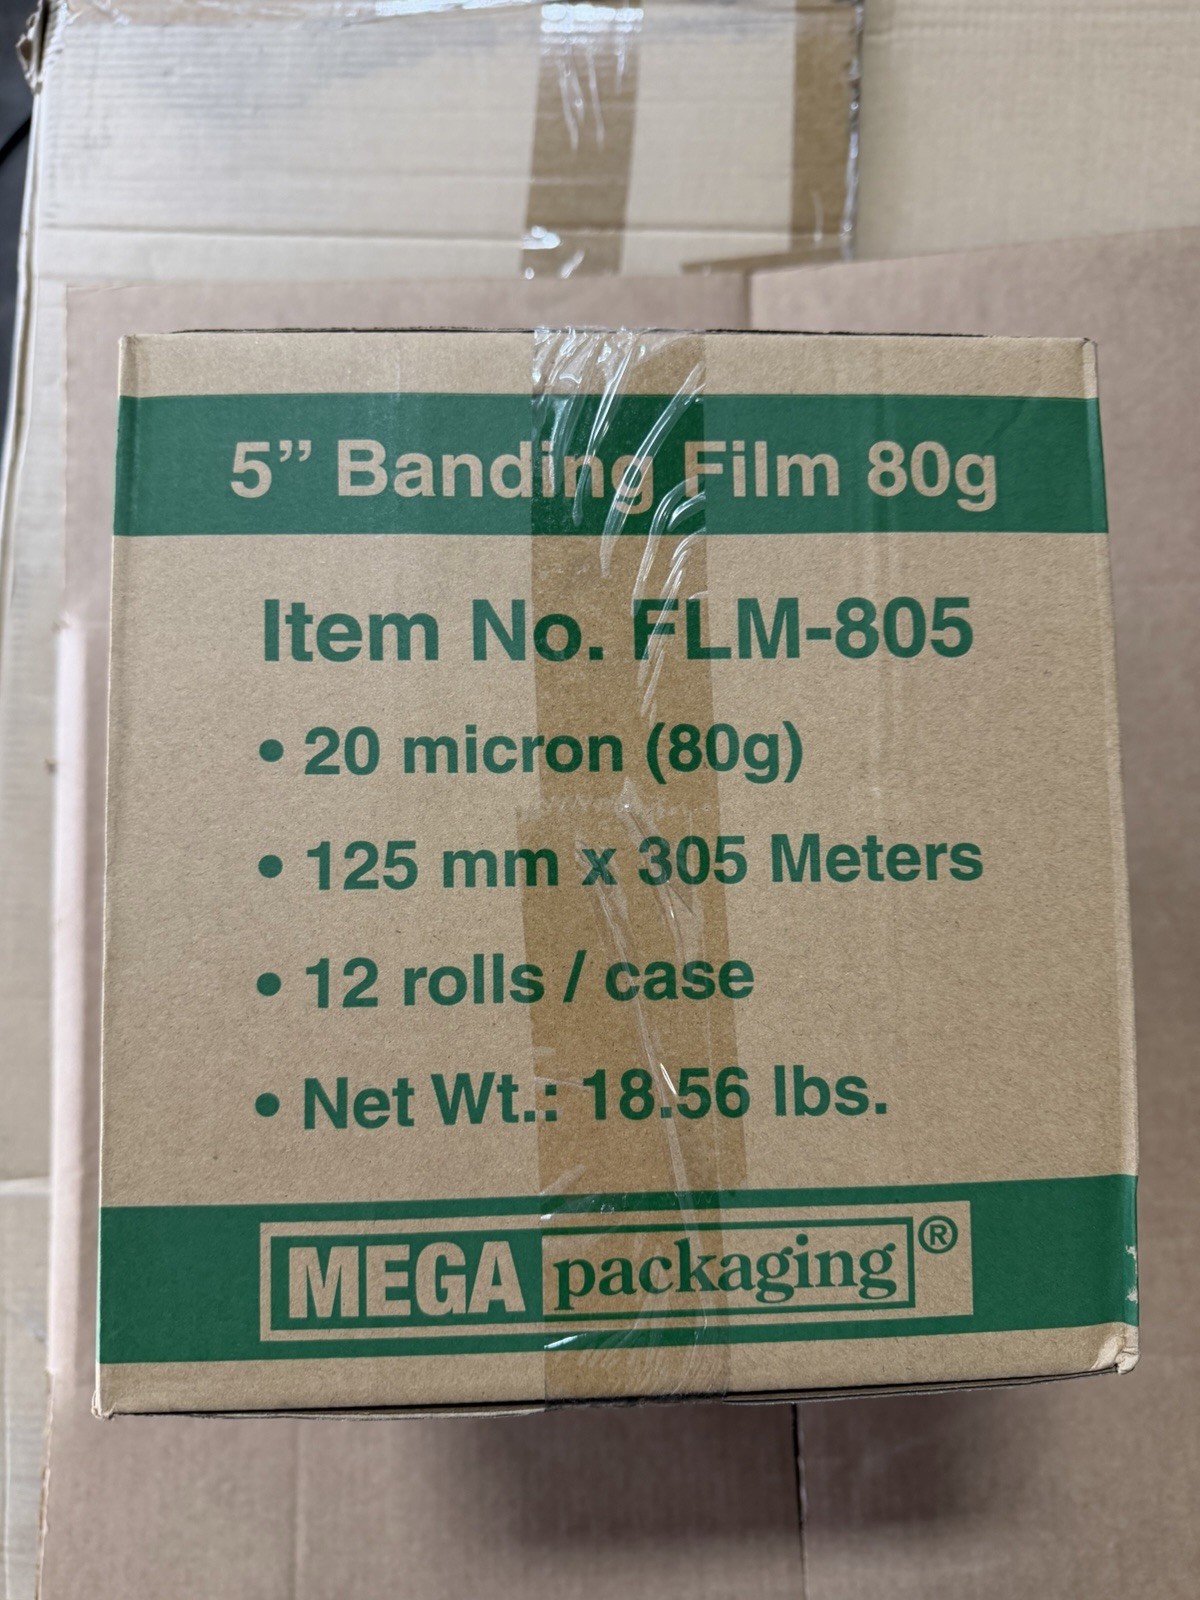 5” Banding Film 80g
Item No. FLM-805
• 20 micron (80g)
• 125 mm x 305 Meters
• 12 rolls / case
• Net Wt.: 18.56 lbs.
MEGA packaging®